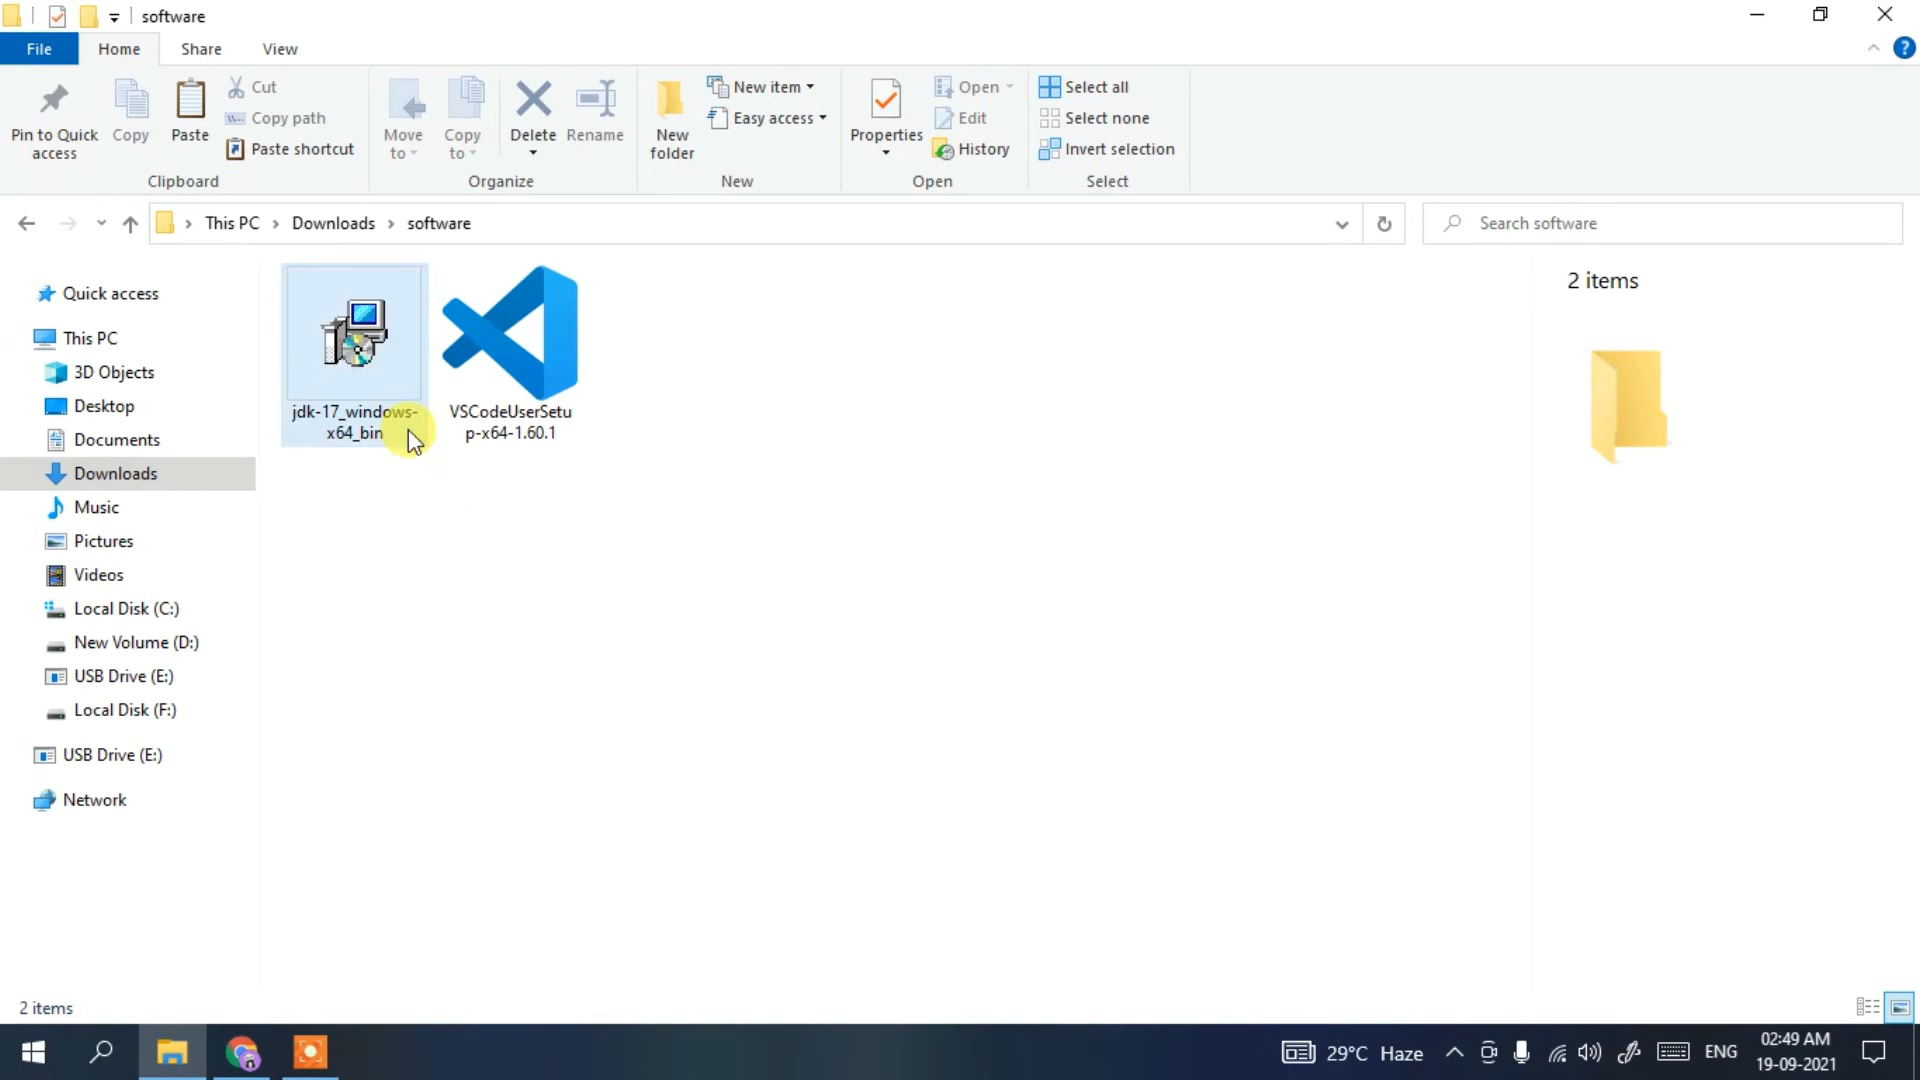 software
File
Home
Share
View
Pin to Quick access
Copy
Paste
Cut
Copy path
Paste shortcut
Clipboard
Move to
Copy to
Delete
Rename
Organize
New folder
New item
Easy access
New
Properties
Open
Edit
History
Open
Select all
Select none
Invert selection
Select
This PC
Downloads
software
Search software
Quick access
This PC
3D Objects
Desktop
Documents
Downloads
Music
Pictures
Videos
Local Disk (C:)
New Volume (D:)
USB Drive (E:)
Local Disk (F:)
USB Drive (E:)
Network
jdk-17_windows-
x64_bin
VSCodeUserSetu
p-x64-1.60.1
2 items
2 items
29°C Haze
ENG
02:49 AM
19-09-2021